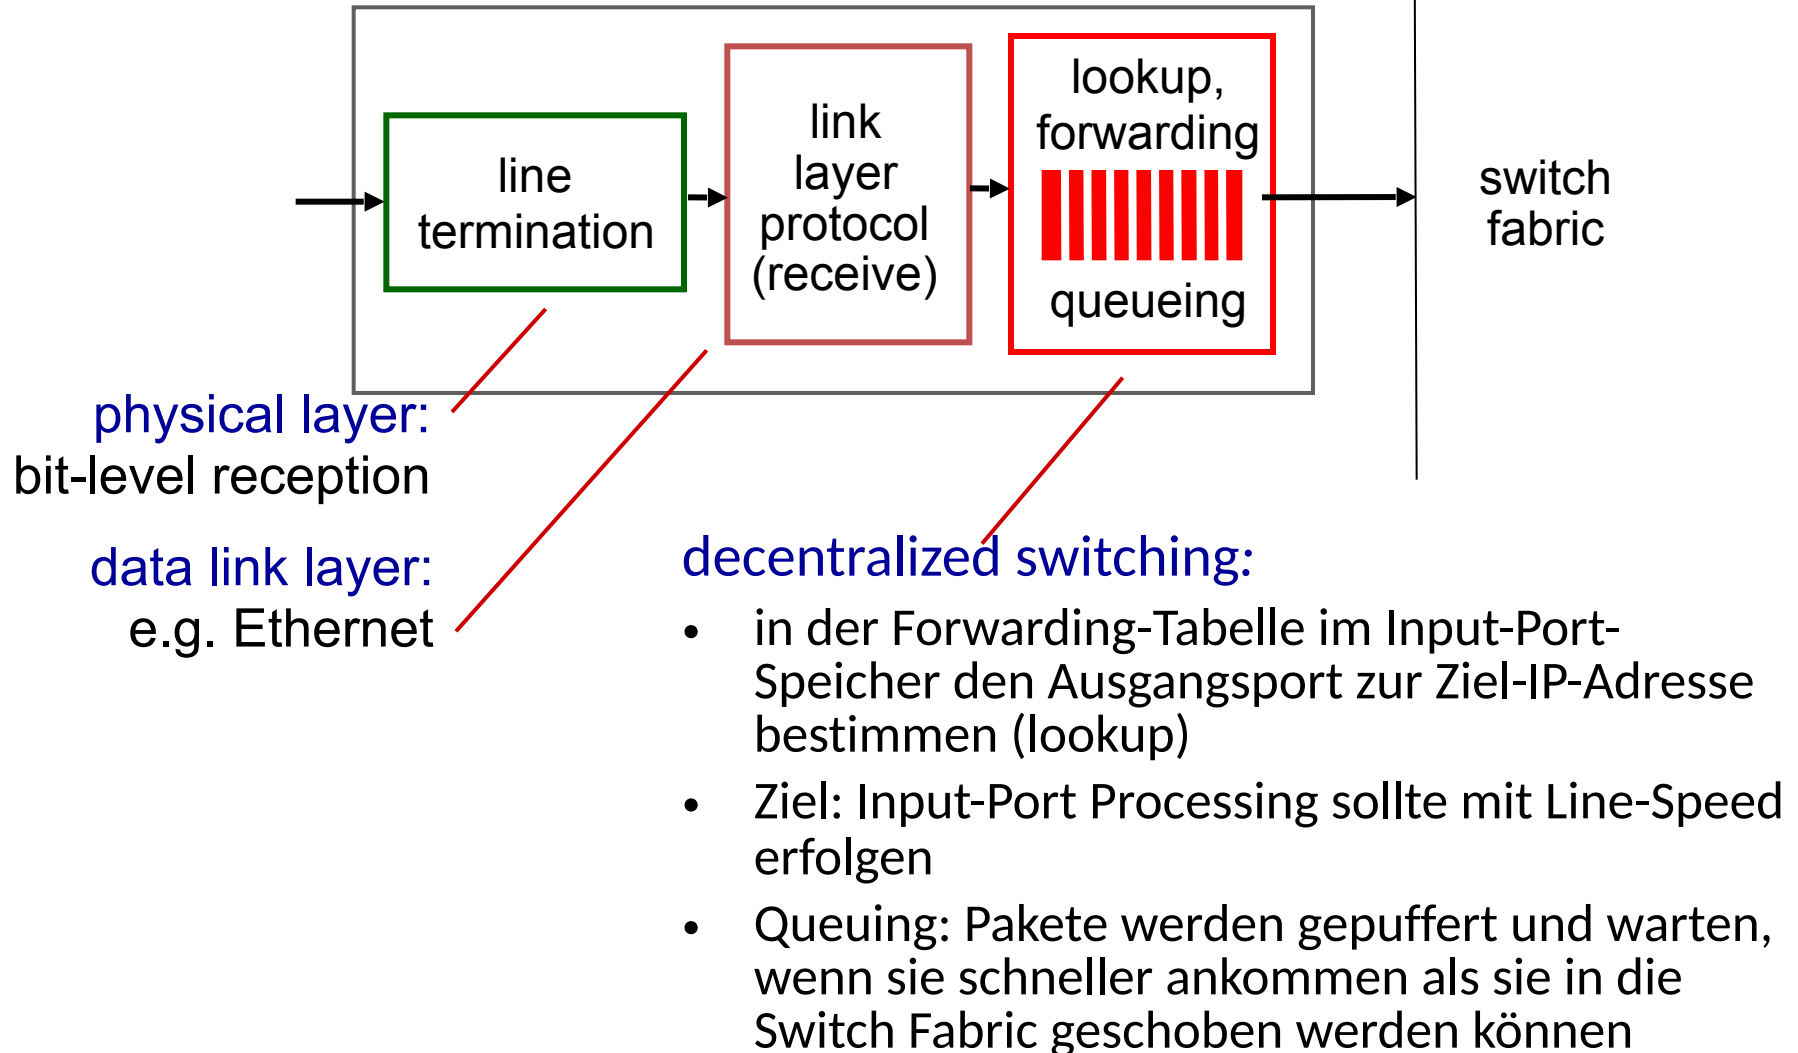 line
termination
link
layer
protocol
(receive)
lookup,
forwarding
queueing
switch
fabric
physical layer:
bit-level reception
data link layer:
e.g. Ethernet
decentralized switching:
• in der Forwarding-Tabelle im Input-Port-
Speicher den Ausgangsport zur Ziel-IP-Adresse
bestimmen (lookup)
• Ziel: Input-Port Processing sollte mit Line-Speed
erfolgen
• Queuing: Pakete werden gepuffert und warten,
wenn sie schneller ankommen als sie in die
Switch Fabric geschoben werden können